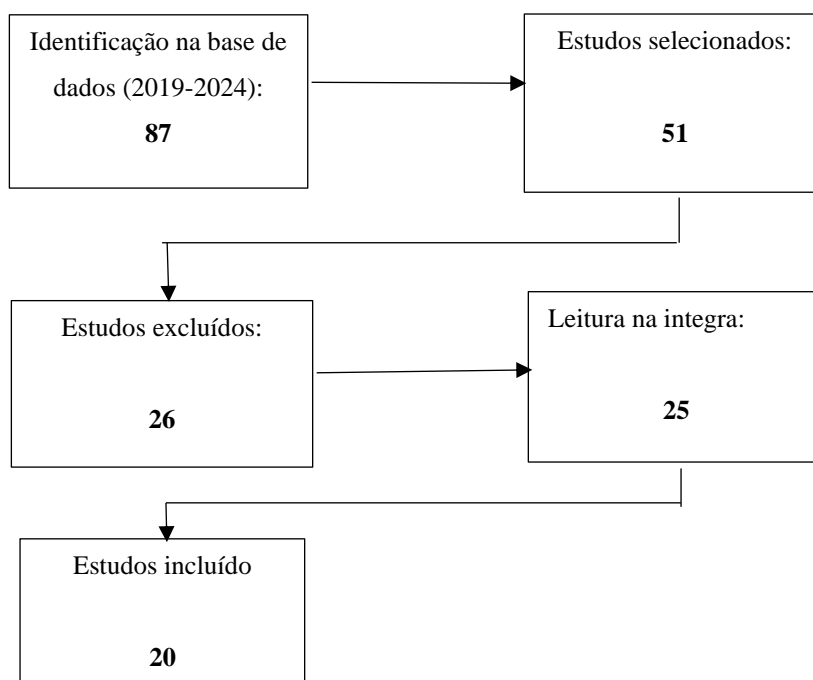 Identificação na base de
dados (2019-2024):
87
Estudos selecionados:
51
Estudos excluídos:
26
Leitura na integra:
25
Estudos incluído
20